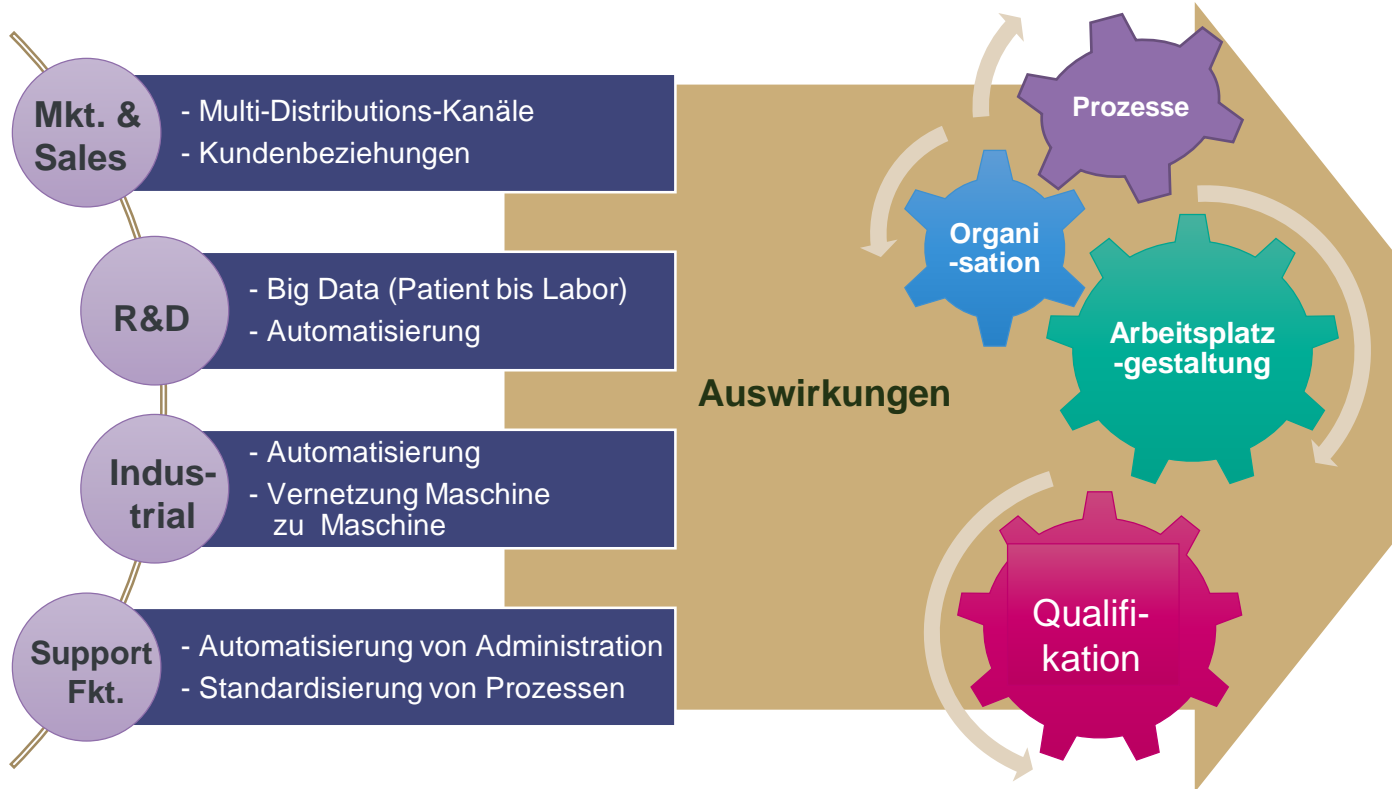 Mkt. &
Sales
- Multi-Distributions-Kanäle
- Kundenbeziehungen
R&D
- Big Data (Patient bis Labor)
- Automatisierung
Indus-
trial
- Automatisierung
- Vernetzung Maschine
zu Maschine
Support
Fkt.
- Automatisierung von Administration
- Standardisierung von Prozessen
Auswirkungen
Prozesse
Organi
-sation
Arbeitsplatz
-gestaltung
Qualifi-
kation